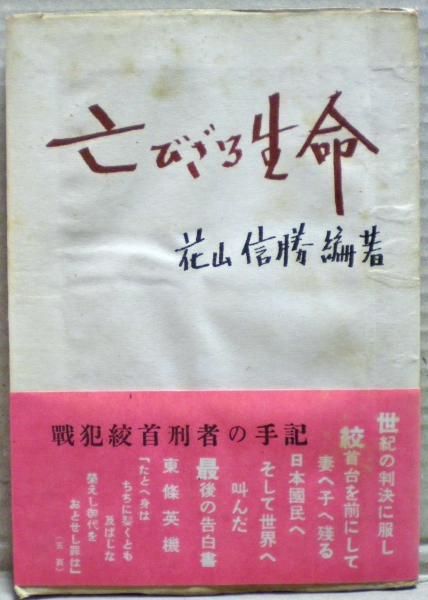 亡びざる生命
花山信勝編著
戰犯絞首刑者の手記
世紀の判決に服し
絞首台を前にして
妻へ子へ残る
日本國民へ
そして世界へ
叫んだ
最後の告白書
東條英機
「たとへ身は
ちぢに裂くとも
及ばじな
榮えし御代を
おとせし罪は」